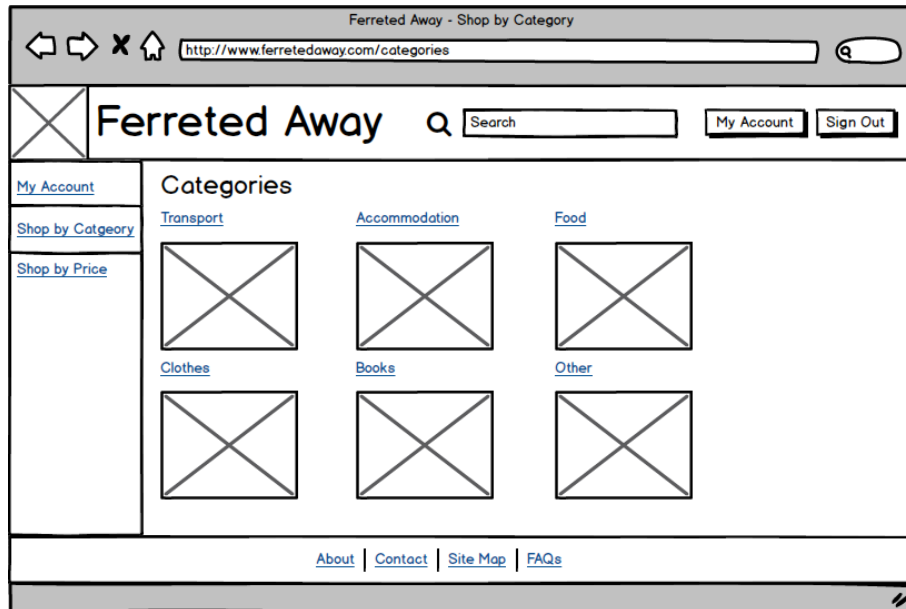 Ferreted Away - Shop by Category
http://www.ferretedaway.com/categories
Ferreted Away
Search
My Account
Sign Out
My Account
Shop by Catgeory
Shop by Price
Categories
Transport
Accommodation
Food
Clothes
Books
Other
About
Contact
Site Map
FAQs